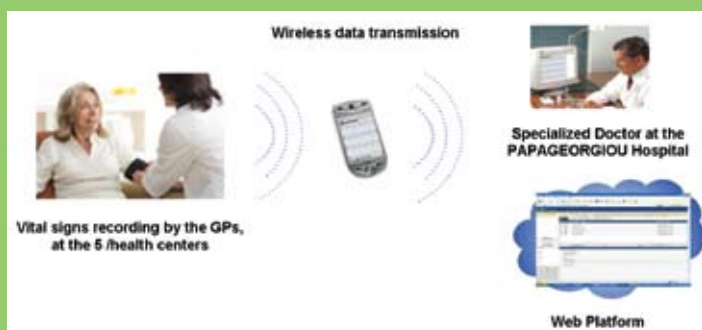 Wireless data transmission
Specialized Doctor at the
PAPAGEORGIOU Hospital
Vital signs recording by the GPs,
at the 5 /health centers
Web Platform